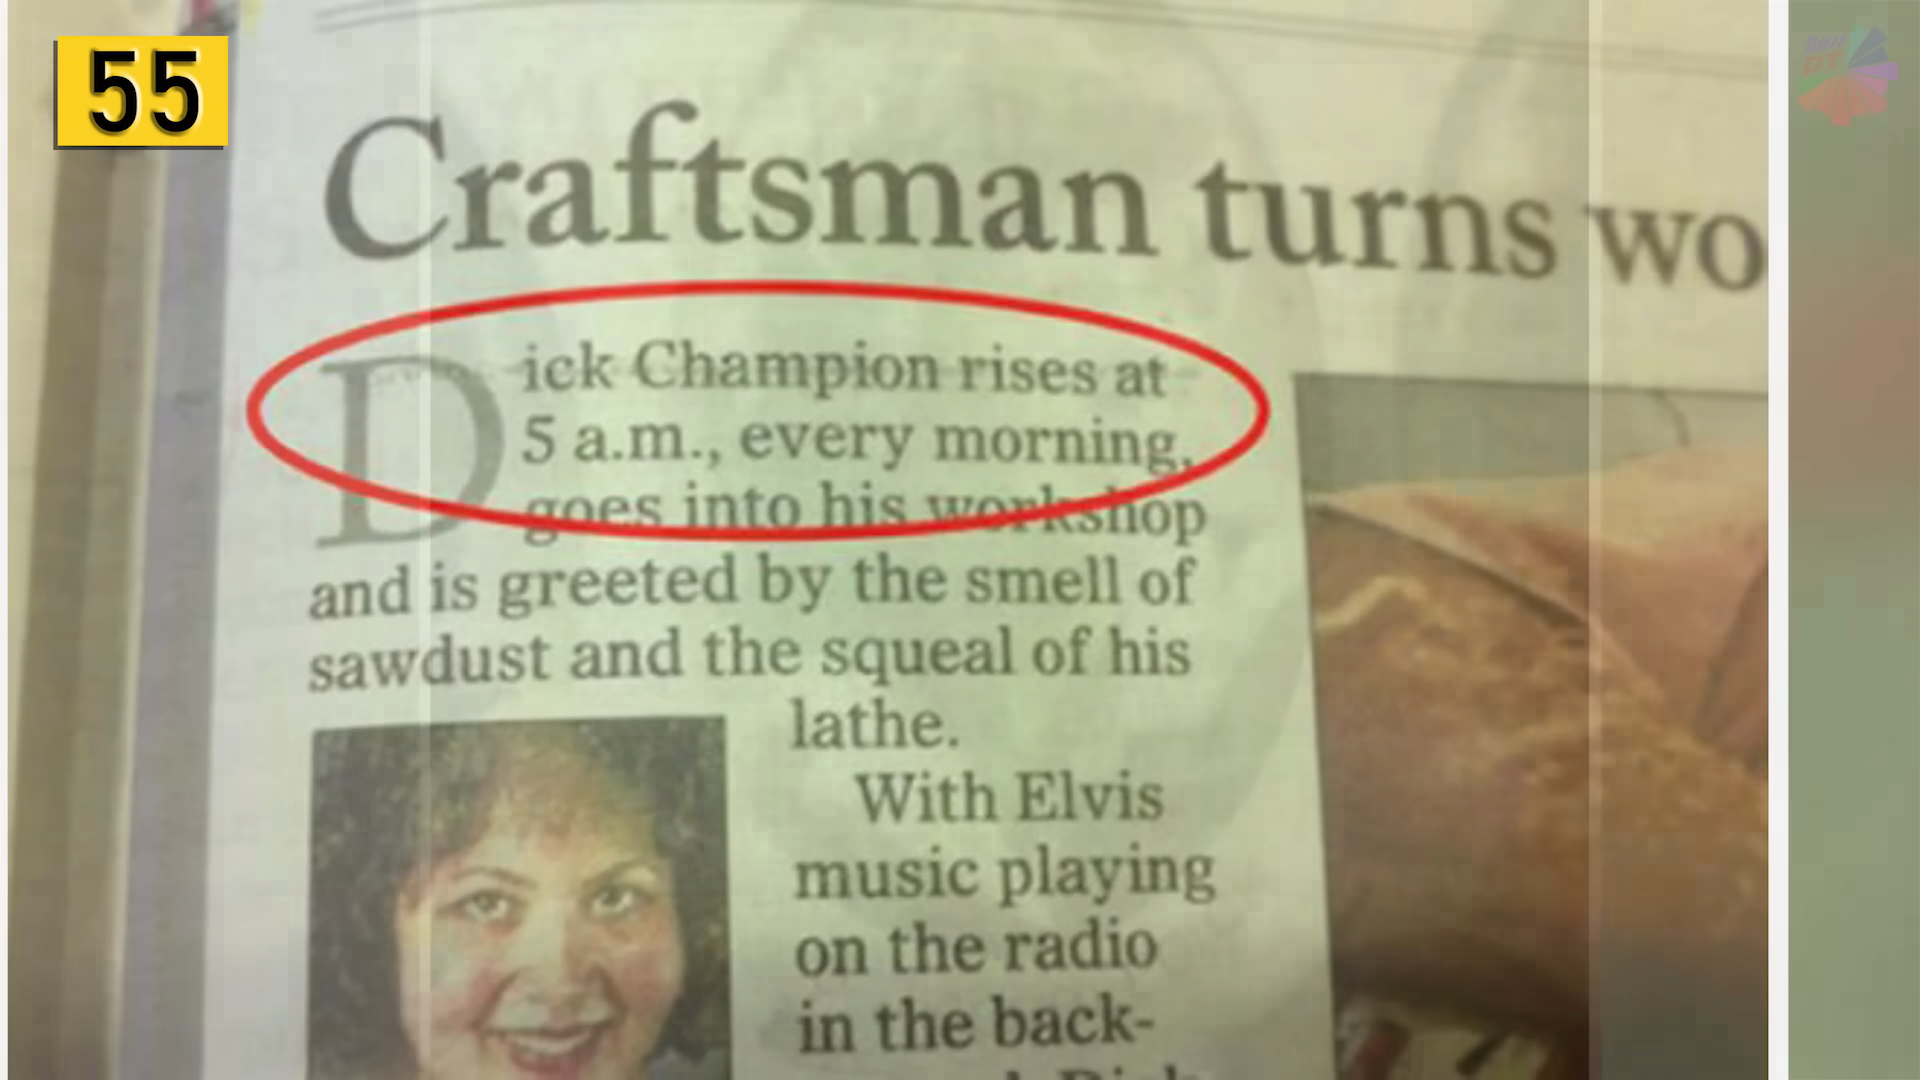 55
Craftsman turns wo
Dick Champion rises at
5 a.m., every morning,
goes into his workshop
and is greeted by the smell of
sawdust and the squeal of his
lathe.
With Elvis
music playing
on the radio
in the back-